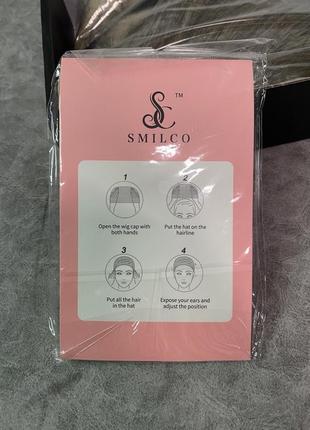 SC TM
SMILCO
1
Open the wig cap with
both hands
2
Put the hat on the
hairline
3
Put all the hair
in the hat
4
Expose your ears and
adjust the position